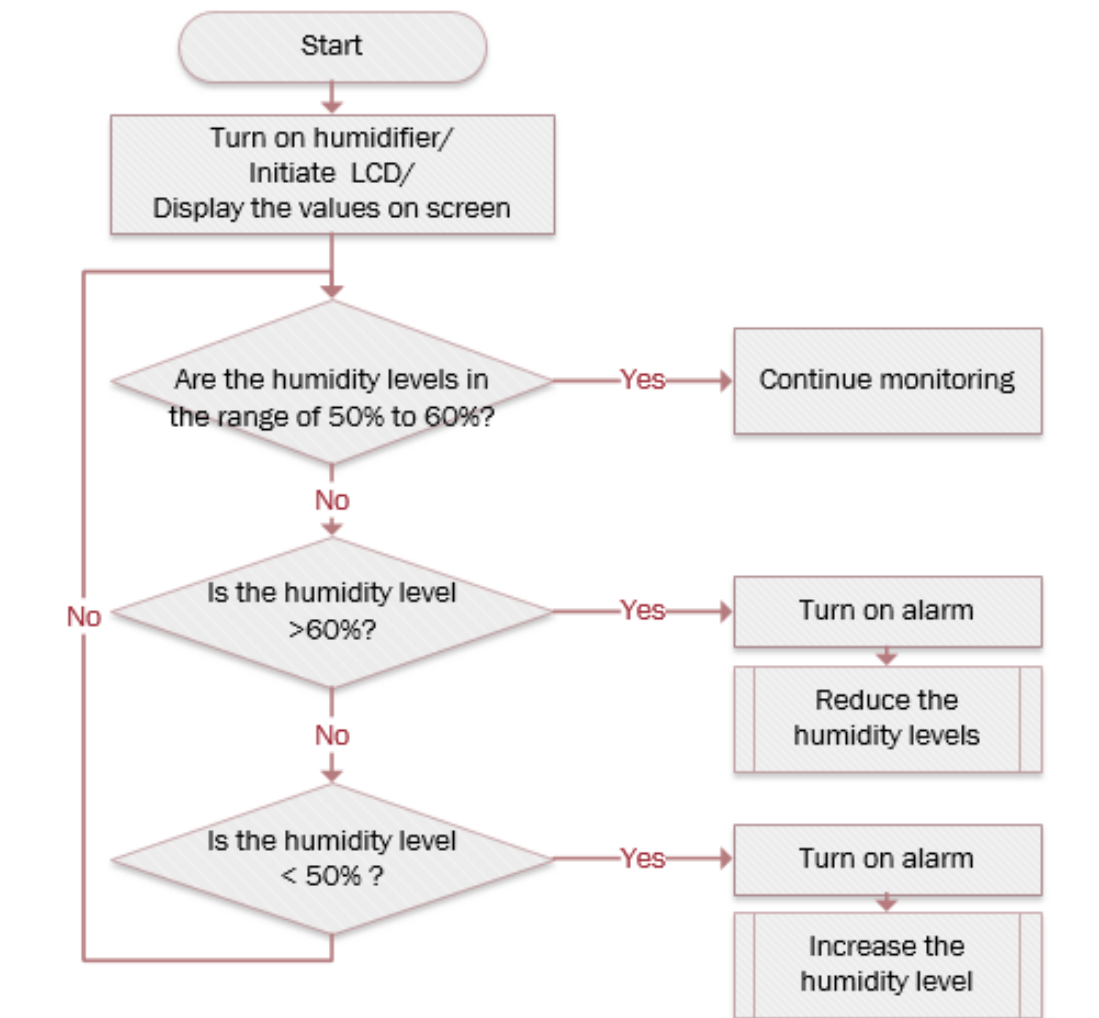 Start
Turn on humidifier/
Initiate LCD/
Display the values on screen
Are the humidity levels in
the range of 50% to 60%?
Yes
Continue monitoring
No
Is the humidity level
>60%?
Yes
Turn on alarm
Reduce the
humidity levels
No
No
Is the humidity level
< 50% ?
Yes
Turn on alarm
Increase the
humidity level